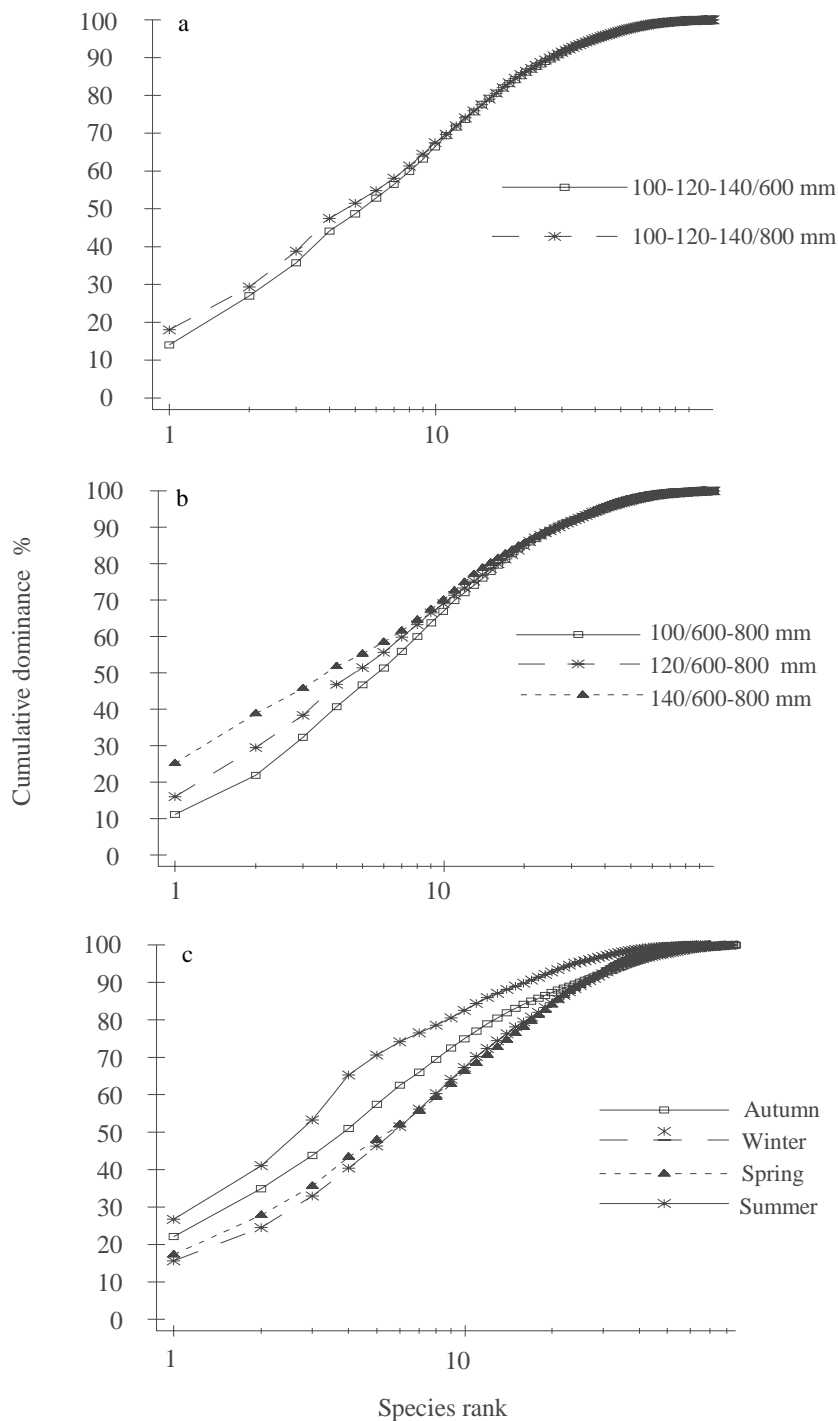 a
100
90
80
70
60
50
40
30
20
10
0
100-120-140/600 mm
100-120-140/800 mm
1
10
Cumulative dominance %
b
100
90
80
70
60
50
40
30
20
10
0
100/600-800 mm
120/600-800 mm
140/600-800 mm
1
10
c
100
90
80
70
60
50
40
30
20
10
0
Autumn
Winter
Spring
Summer
1
10
Species rank